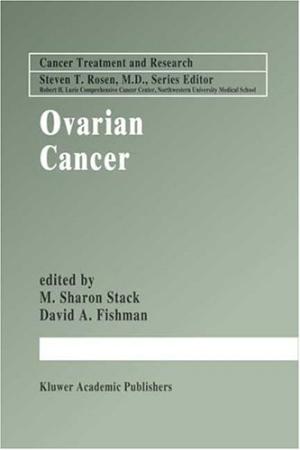 Cancer Treatment and Research
Steven T. Rosen, M.D., Series Editor
Robert H. Lurie Comprehensive Cancer Center, Northwestern University Medical School
Ovarian
Cancer
edited by
M. Sharon Stack
David A. Fishman
Kluwer Academic Publishers